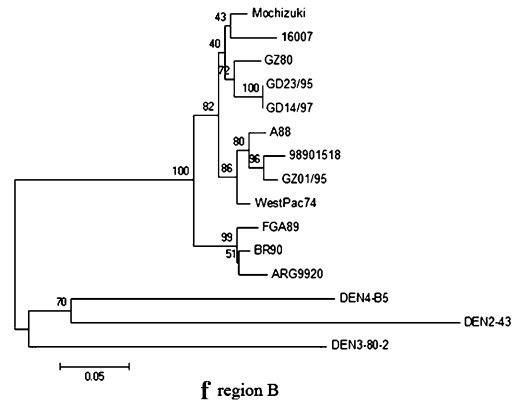 43
Mochizuki
16007
40
GZ80
72
100
GD23/95
GD14/97
82
A88
80
96
98901518
GZ01/95
86
WestPac74
100
FGA89
99
BR90
51
ARG9920
70
DEN4-B5
DEN2-43
DEN3-80-2
0.05
f region B